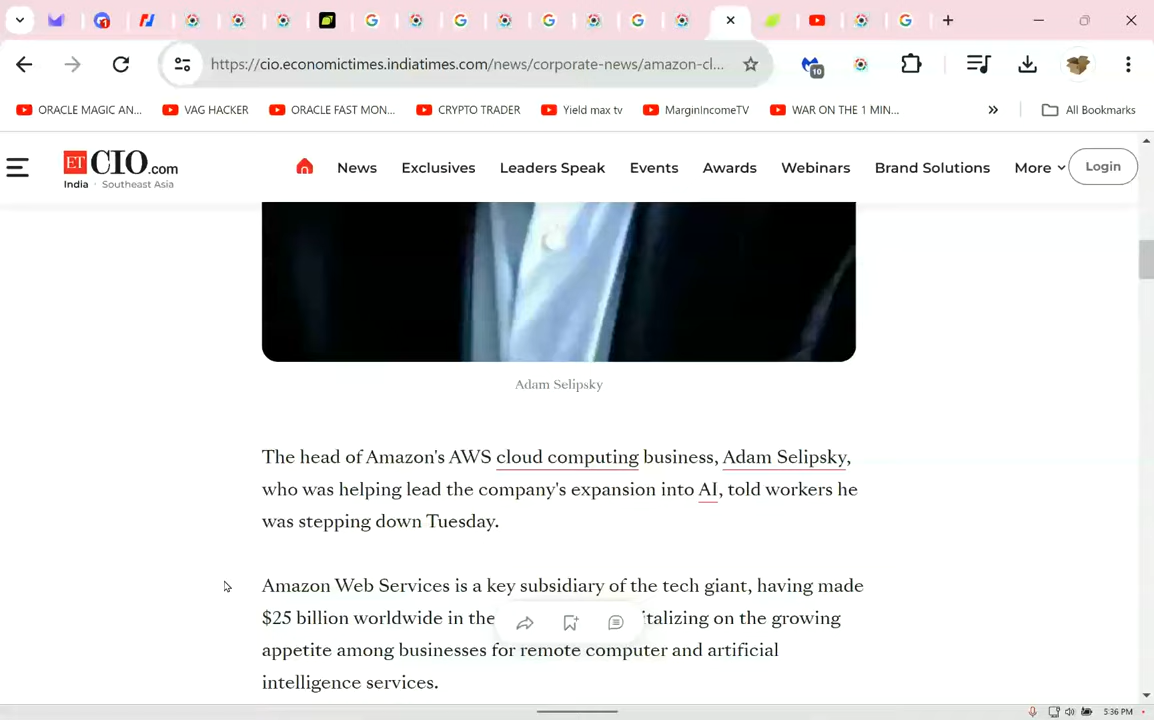 https://cio.economictimes.indiatimes.com/news/corporate-news/amazon-cl...
10
ORACLE MAGIC AN...
VAG HACKER
ORACLE FAST MON...
CRYPTO TRADER
Yield max tv
MarginIncomeTV
WAR ON THE 1 MIN...
»
All Bookmarks
ET CIO.com
India · Southeast Asia
News
Exclusives
Leaders Speak
Events
Awards
Webinars
Brand Solutions
More
Login
Adam Selipsky
The head of Amazon's AWS cloud computing business, Adam Selipsky,
who was helping lead the company's expansion into AI, told workers he
was stepping down Tuesday.
Amazon Web Services is a key subsidiary of the tech giant, having made
$25 billion worldwide in the italizing on the growing
appetite among businesses for remote computer and artificial
intelligence services.
5:36 PM